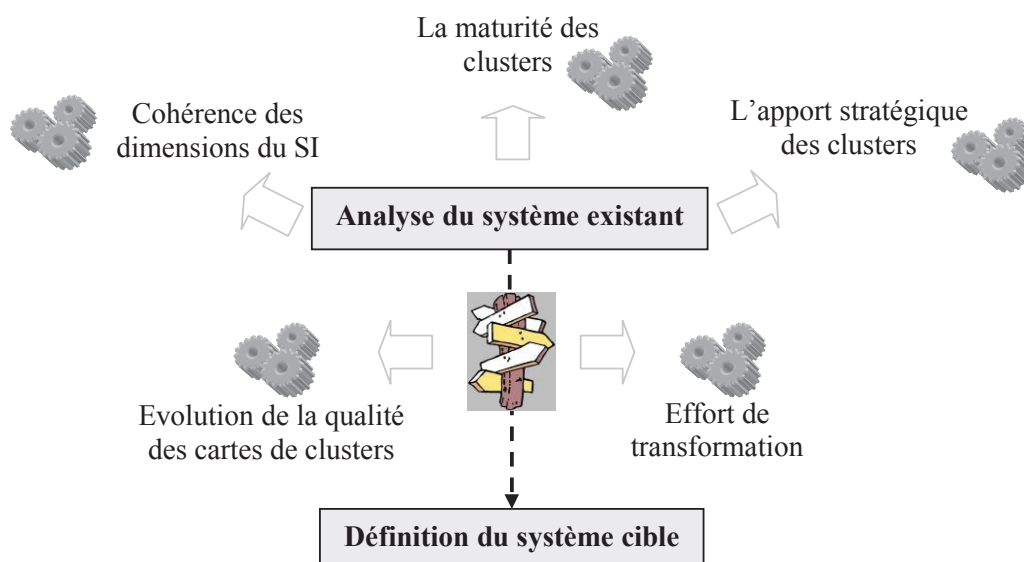 La maturité des
clusters
Cohérence des
dimensions du SI
L’apport stratégique
des clusters
Analyse du système existant
Evolution de la qualité
des cartes de clusters
Effort de
transformation
Définition du système cible